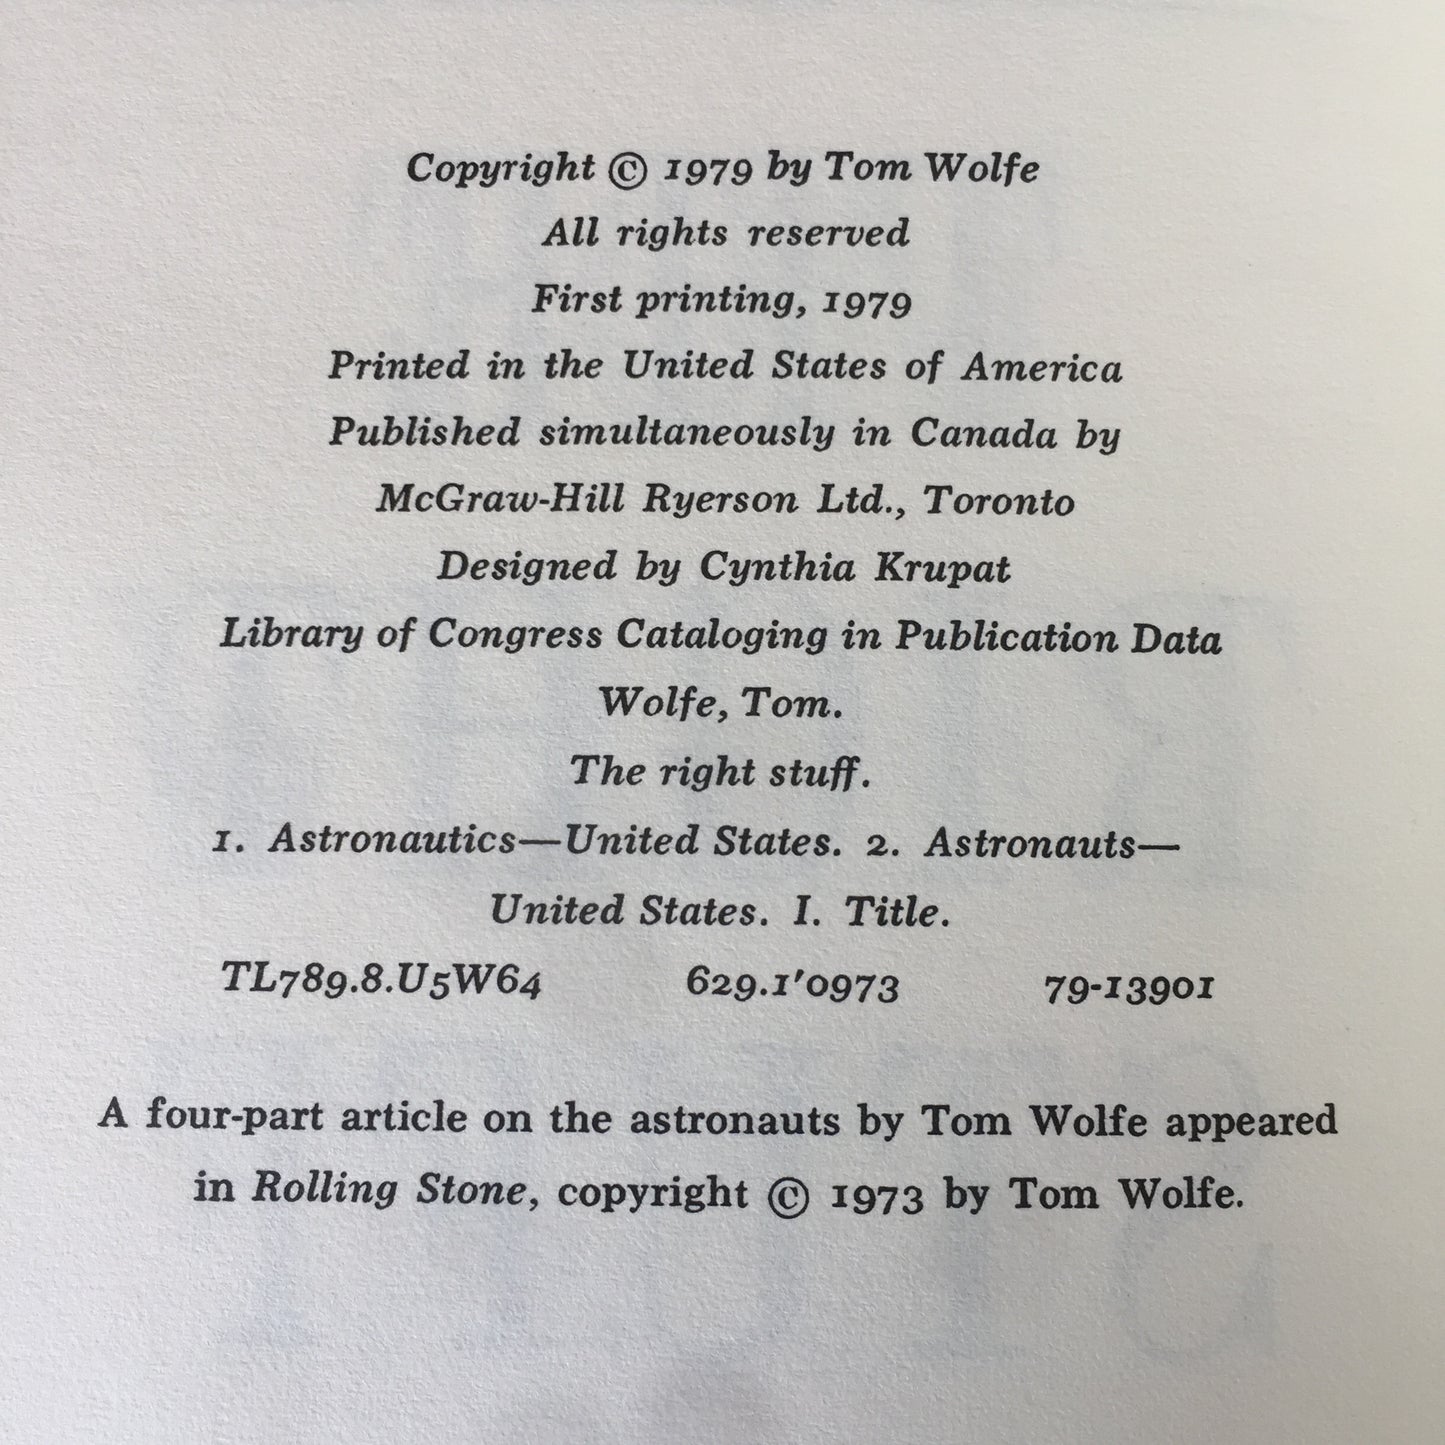 Copyright © 1979 by Tom Wolfe
All rights reserved
First printing, 1979
Printed in the United States of America
Published simultaneously in Canada by
McGraw-Hill Ryerson Ltd., Toronto
Designed by Cynthia Krupat
Library of Congress Cataloging in Publication Data
Wolfe, Tom.
The right stuff.
1. Astronautics—United States. 2. Astronauts—
United States. I. Title.
TL789.8.U5W64 629.1'0973 79-13901
A four-part article on the astronauts by Tom Wolfe appeared
in Rolling Stone, copyright © 1973 by Tom Wolfe.